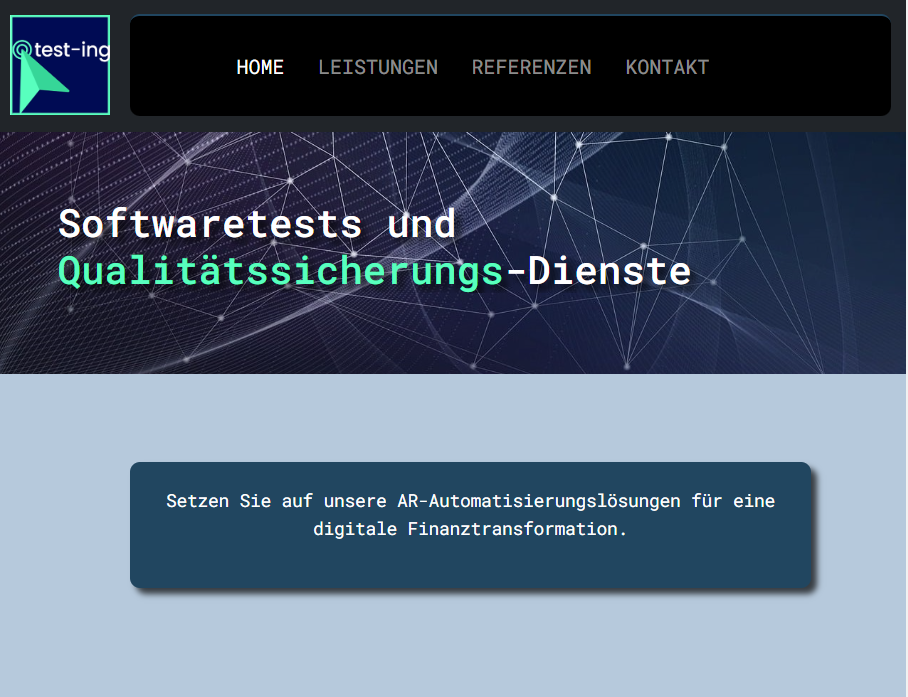 test-ing
HOME LEISTUNGEN REFERENZEN KONTAKT
Softwaretests und
Qualitätssicherungs-Dienste
Setzen Sie auf unsere AR-Automatisierungslösungen für eine
digitale Finanztransformation.